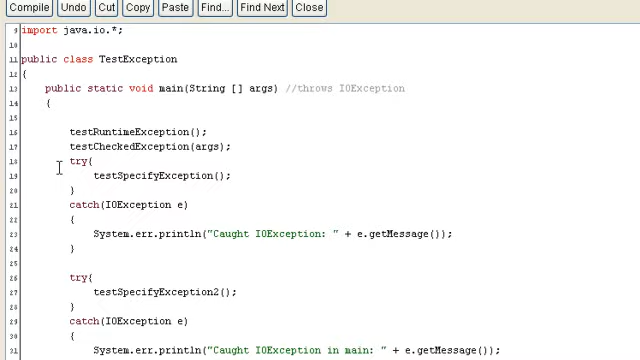 Compile Undo Cut Copy Paste Find... Find Next Close
9 import java.io.*;
10
11 public class TestException
12 {
13 public static void main(String [] args) //throws IOException
14 {
15
16 testRuntimeException();
17 testCheckedException(args);
18 try{
19 testSpecifyException();
20 }
21 catch(IOException e)
22 {
23 System.err.println("Caught IOException: " + e.getMessage());
24 }
25
26 try{
27 testSpecifyException2();
28 }
29 catch(IOException e)
30 {
31 System.err.println("Caught IOException in main: " + e.getMessage());